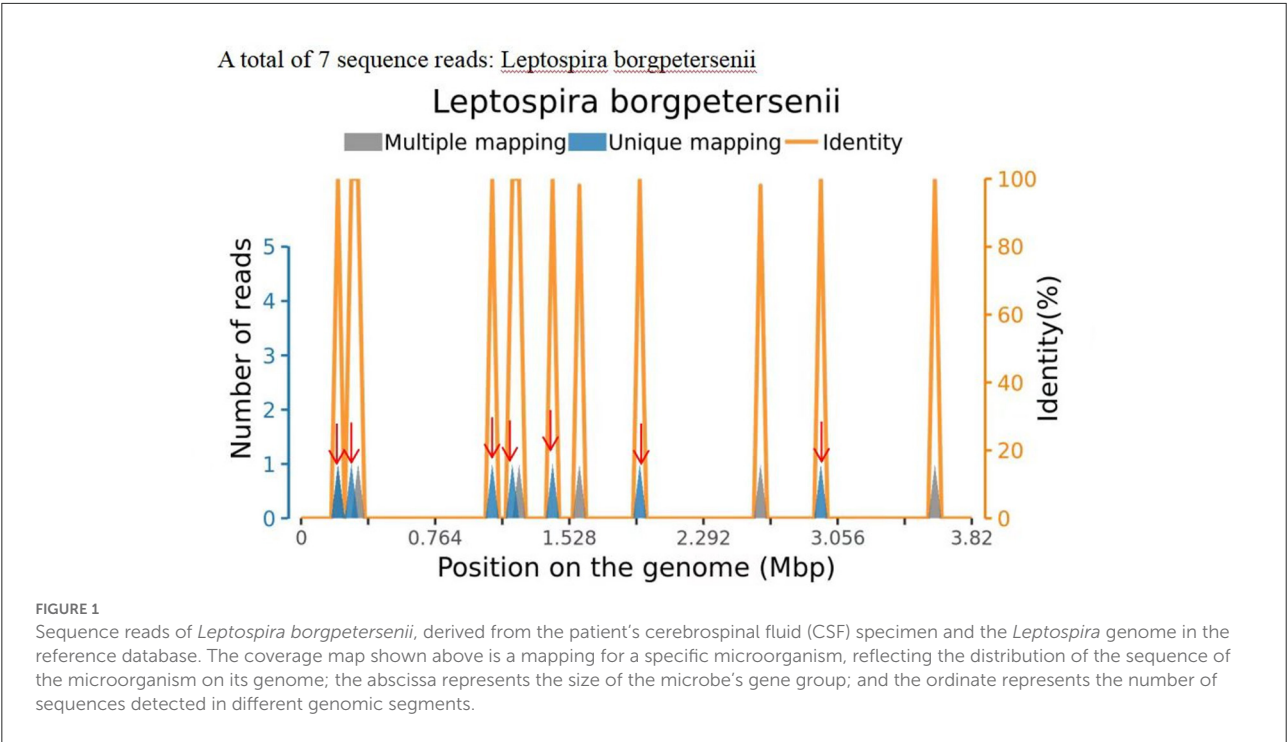 A total of 7 sequence reads: Leptospira borgpetersenii
Leptospira borgpetersenii
Multiple mapping Unique mapping Identity
Number of reads
5
4
3
2
1
0
100
80
60
40
20
0
Identity(%)
0 0.764 1.528 2.292 3.056 3.82
Position on the genome (Mbp)
FIGURE 1
Sequence reads of Leptospira borgpetersenii, derived from the patient's cerebrospinal fluid (CSF) specimen and the Leptospira genome in the
reference database. The coverage map shown above is a mapping for a specific microorganism, reflecting the distribution of the sequence of
the microorganism on its genome; the abscissa represents the size of the microbe's gene group; and the ordinate represents the number of
sequences detected in different genomic segments.